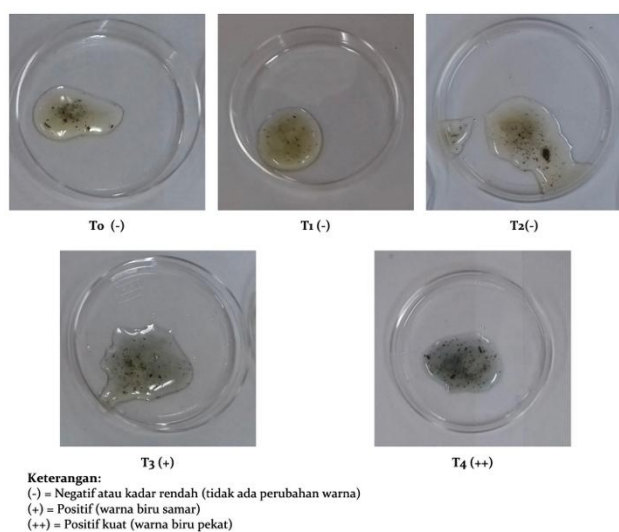 To (-)
T1 (-)
T2(-)
T3 (+)
T4 (++)
Keterangan:
(-) = Negatif atau kadar rendah (tidak ada perubahan warna)
(+) = Positif (warna biru samar)
(++) = Positif kuat (warna biru pekat)